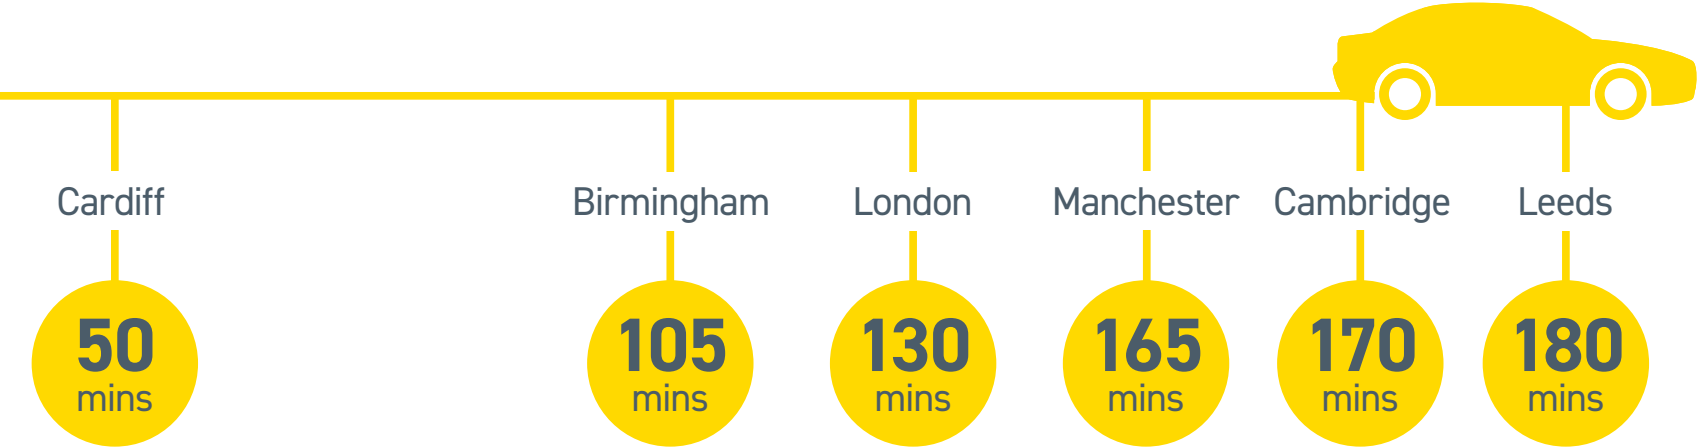 Cardiff
Birmingham
London
Manchester
Cambridge
Leeds
50
mins
105
mins
130
mins
165
mins
170
mins
180
mins